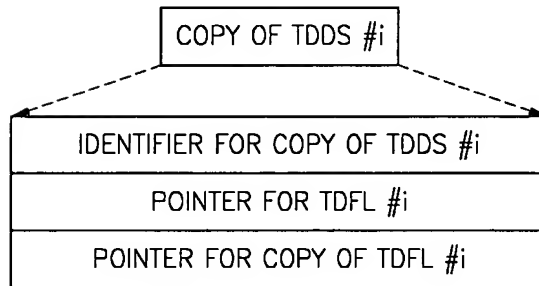 COPY OF TDDS #i
IDENTIFIER FOR COPY OF TDDS #i
POINTER FOR TDFL #i
POINTER FOR COPY OF TDFL #i